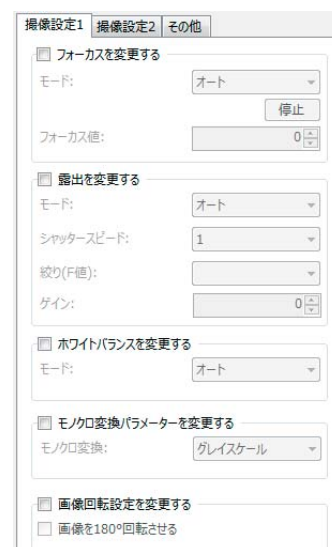 撮像設定1 撮像設定2 その他
フォーカスを変更する
モード: オート
停止
フォーカス値: 0
露出を変更する
モード: オート
シャッタースピード: 1
絞り(F値):
ゲイン: 0
ホワイトバランスを変更する
モード: オート
モノクロ変換パラメーターを変更する
モノクロ変換: グレイスケール
画像回転設定を変更する
画像を180º回転させる